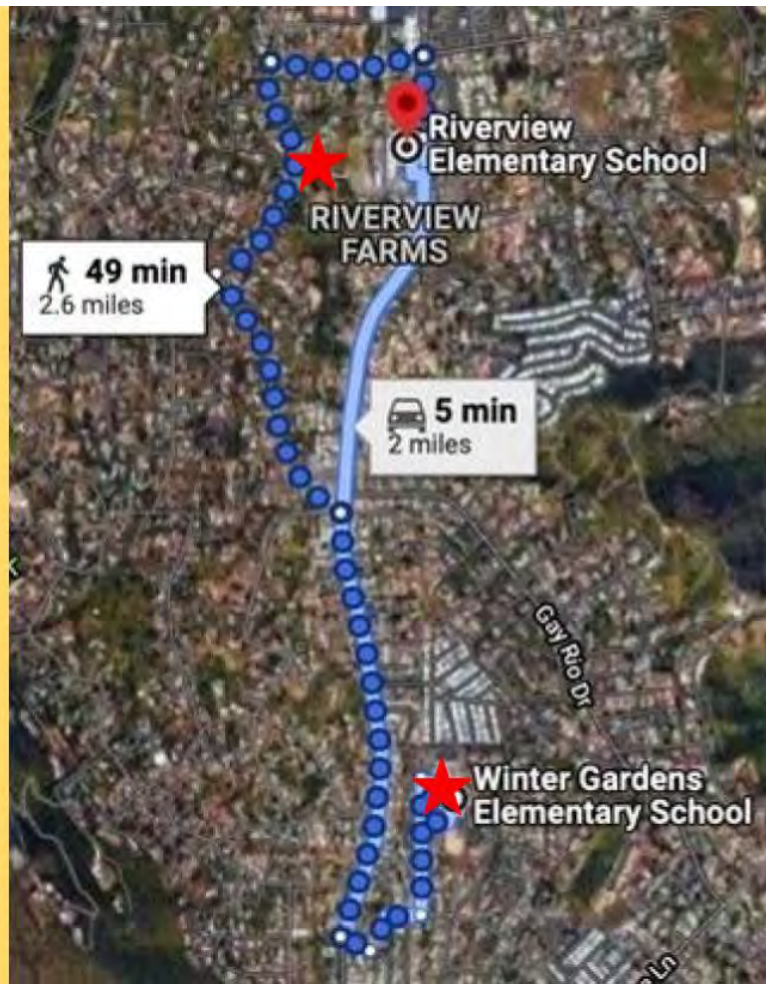 Riverview
Elementary School
RIVERVIEW
FARMS
49 min
2.6 miles
5 min
2 miles
Gay Rio Dr
Winter Gardens
Elementary School
Ln